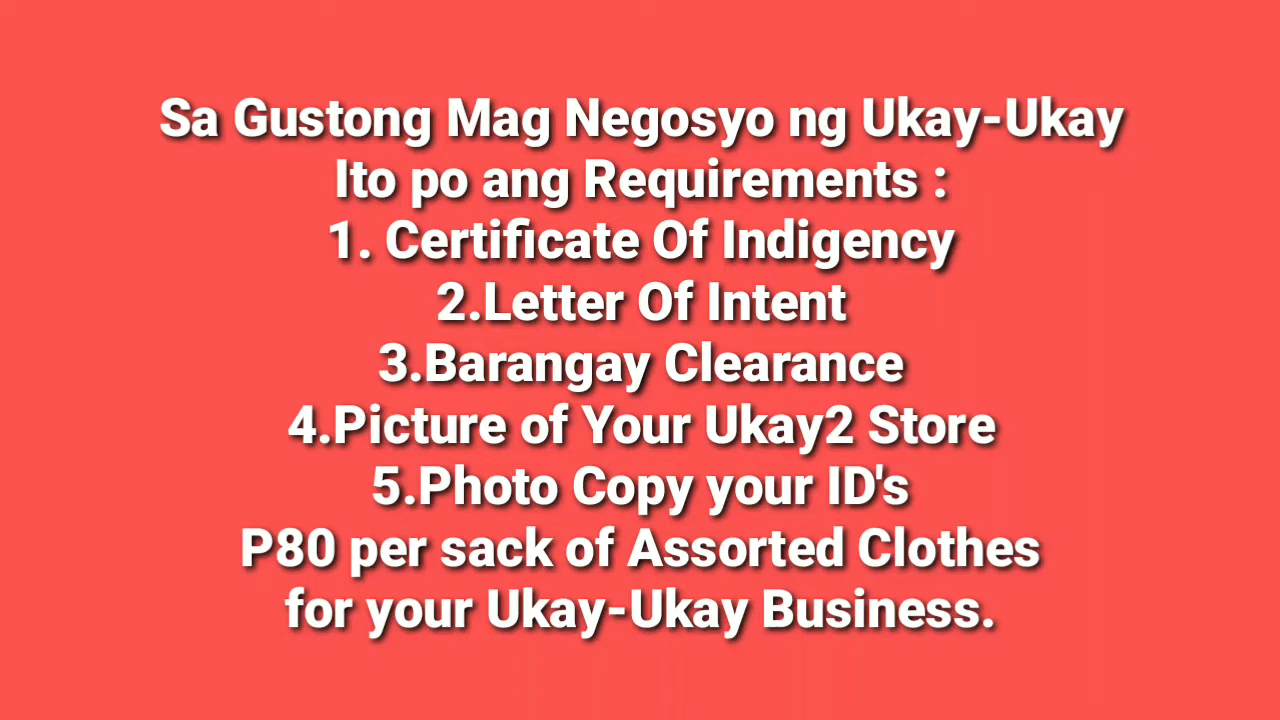 Sa Gustong Mag Negosyo ng Ukay-Ukay
Ito po ang Requirements :
1. Certificate Of Indigency
2.Letter Of Intent
3.Barangay Clearance
4.Picture of Your Ukay2 Store
5.Photo Copy your ID's
P80 per sack of Assorted Clothes
for your Ukay-Ukay Business.